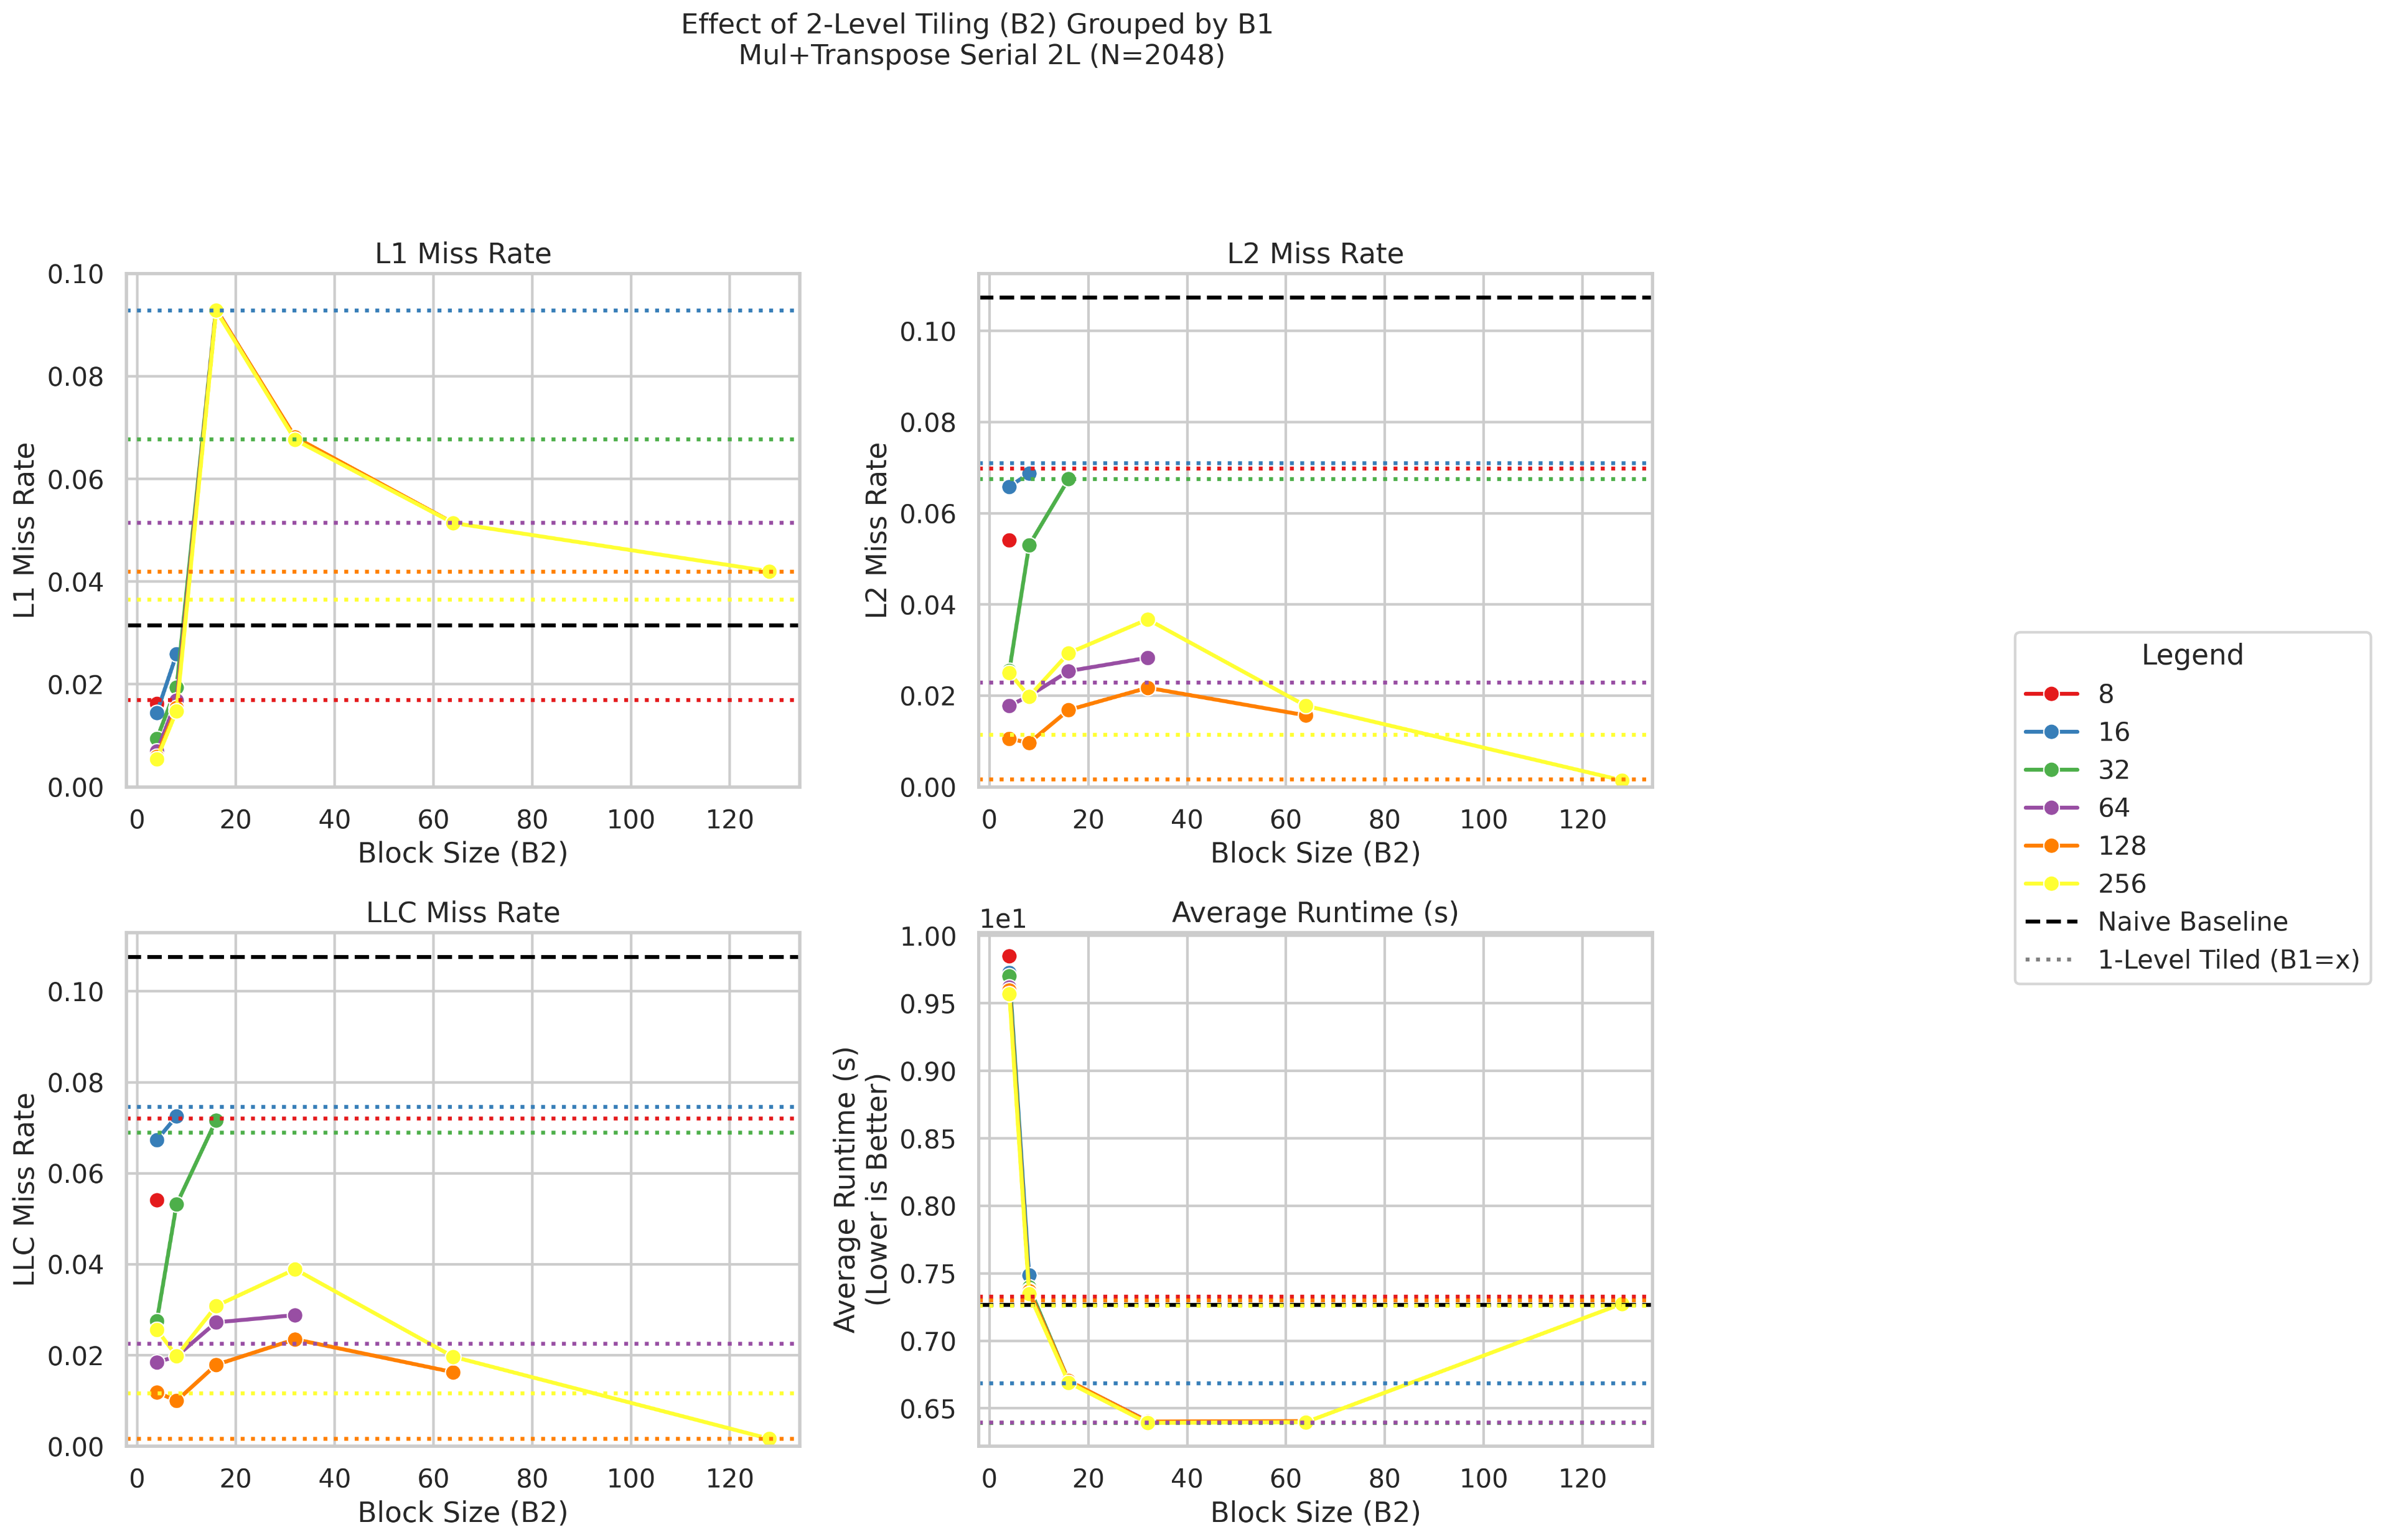 Effect of 2-Level Tiling (B2) Grouped by B1
Mul+Transpose Serial 2L (N=2048)
L1 Miss Rate
L1 Miss Rate
0.10
0.08
0.06
0.04
0.02
0.00
0 20 40 60 80 100 120
Block Size (B2)
L2 Miss Rate
L2 Miss Rate
0.10
0.08
0.06
0.04
0.02
0.00
0 20 40 60 80 100 120
Block Size (B2)
LLC Miss Rate
LLC Miss Rate
0.10
0.08
0.06
0.04
0.02
0.00
0 20 40 60 80 100 120
Block Size (B2)
Average Runtime (s)
1e1
Average Runtime (s)
(Lower is Better)
1.00
0.95
0.90
0.85
0.80
0.75
0.70
0.65
0 20 40 60 80 100 120
Block Size (B2)
Legend
8
16
32
64
128
256
Naive Baseline
1-Level Tiled (B1=x)